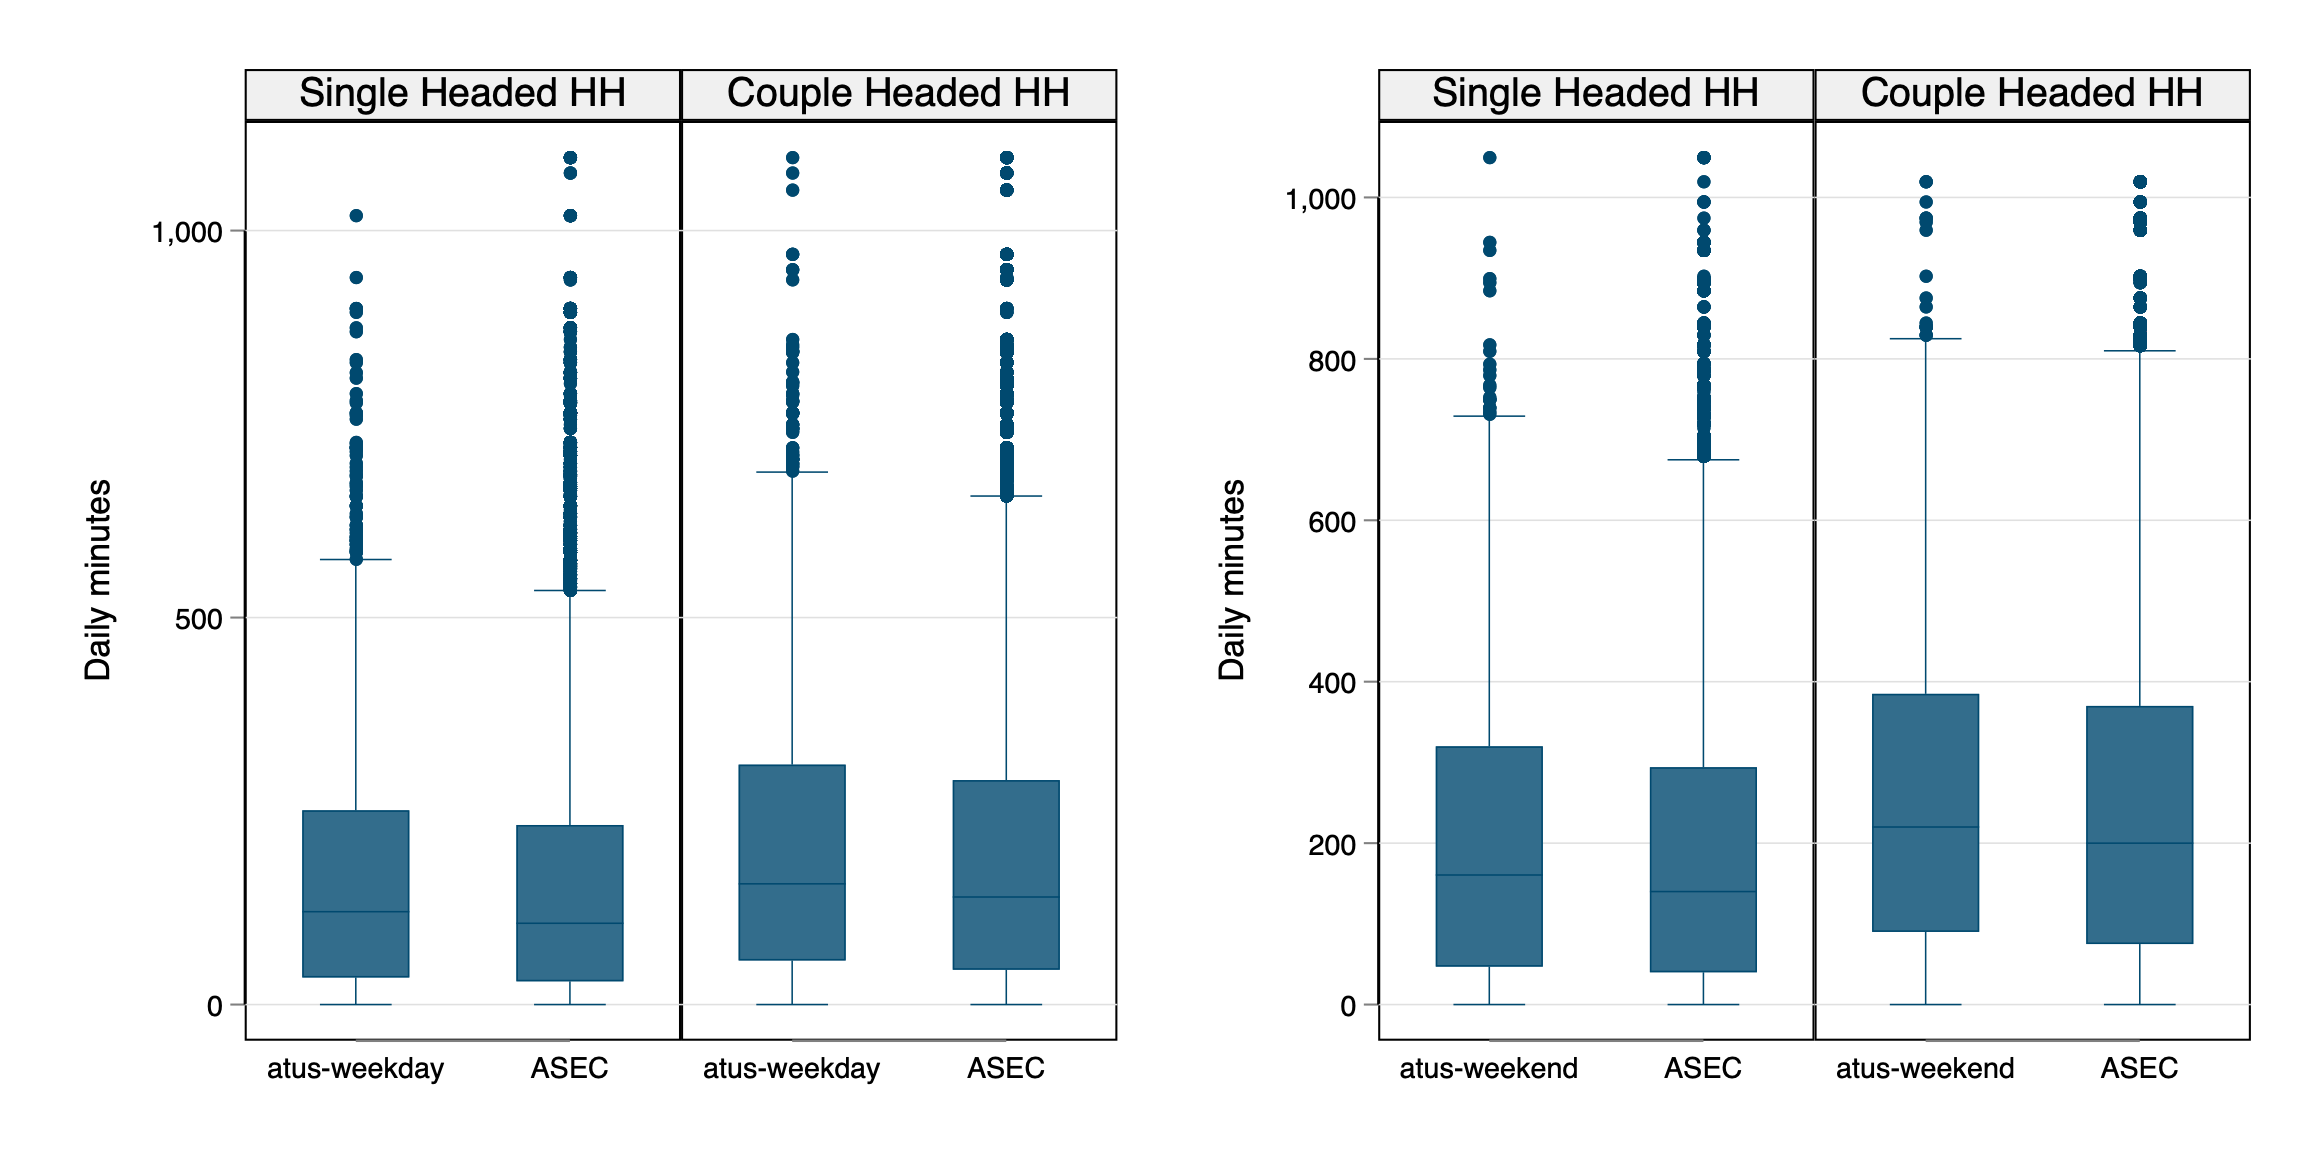 Single Headed HH
Couple Headed HH
Daily minutes
1,000
500
0
atus-weekday
ASEC
atus-weekday
ASEC
Single Headed HH
Couple Headed HH
Daily minutes
1,000
800
600
400
200
0
atus-weekend
ASEC
atus-weekend
ASEC